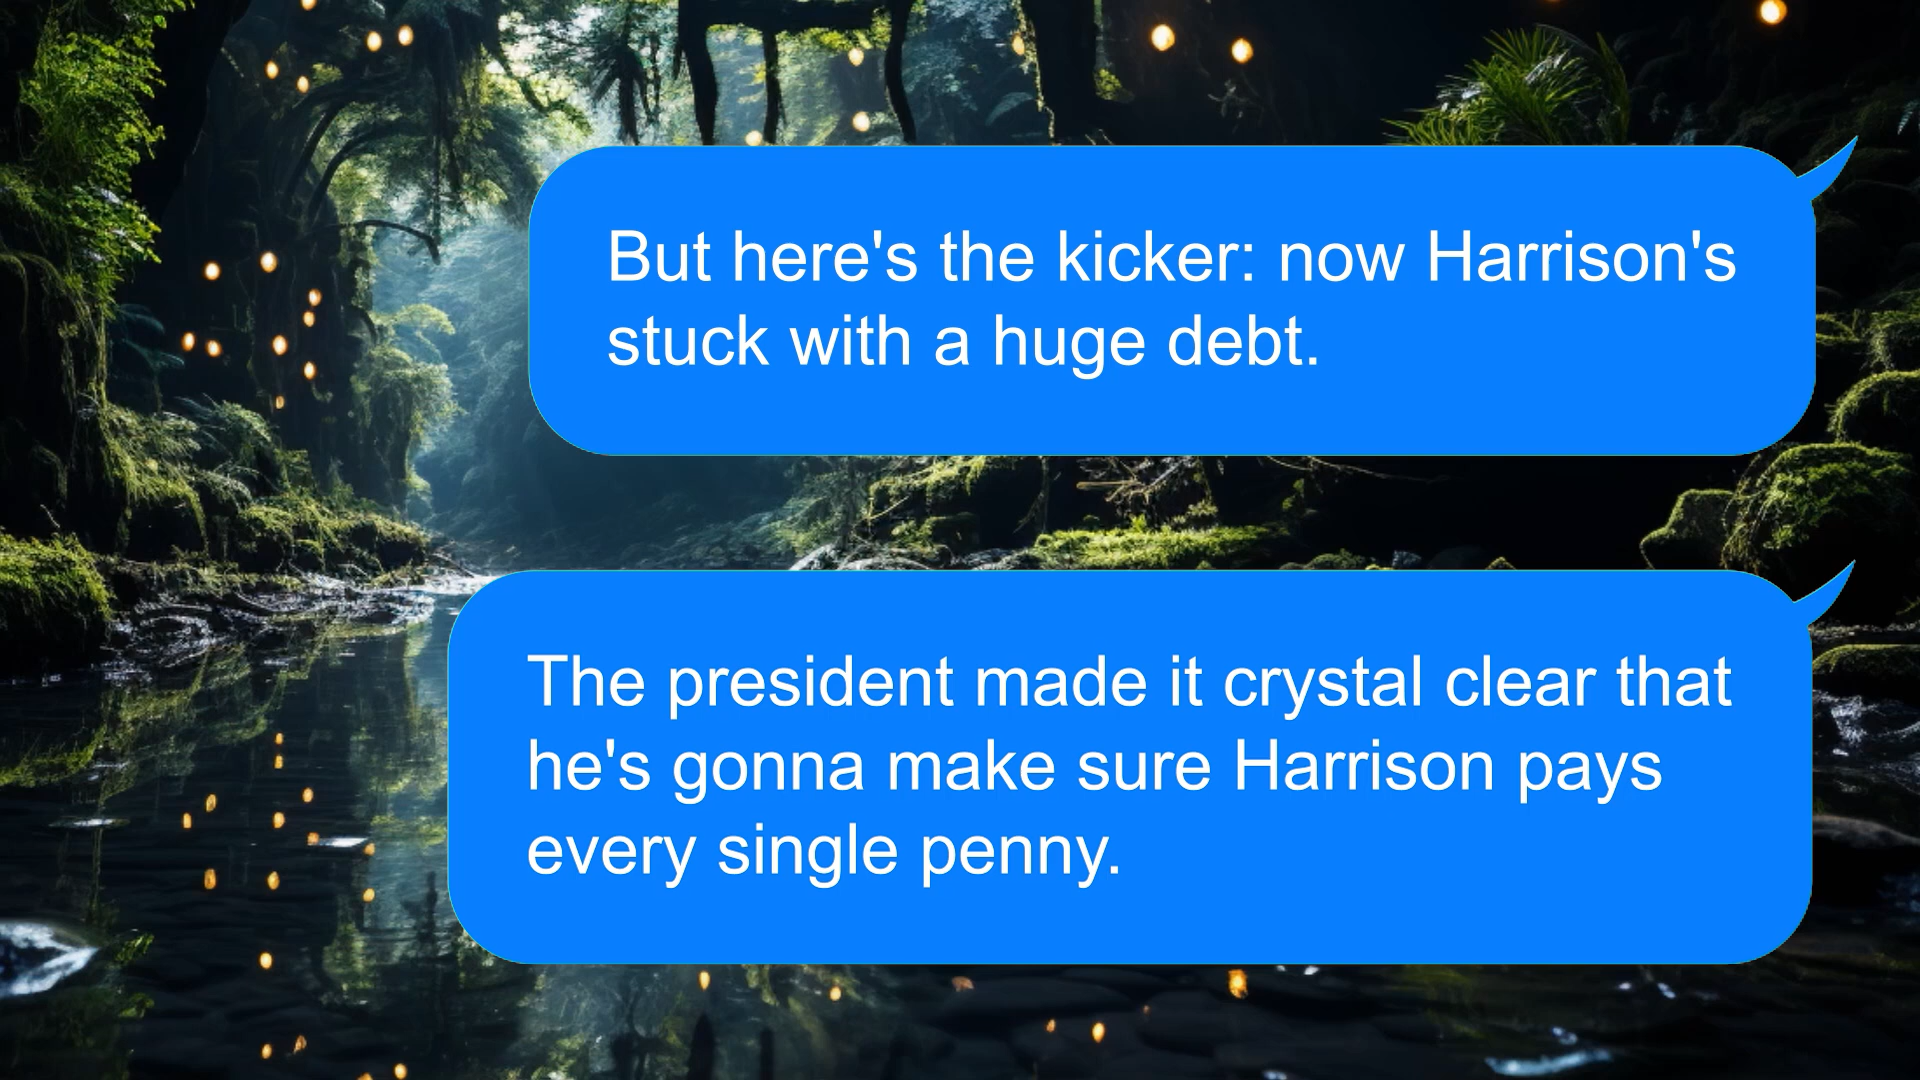 But here's the kicker: now Harrison's
stuck with a huge debt.
The president made it crystal clear that
he's gonna make sure Harrison pays
every single penny.